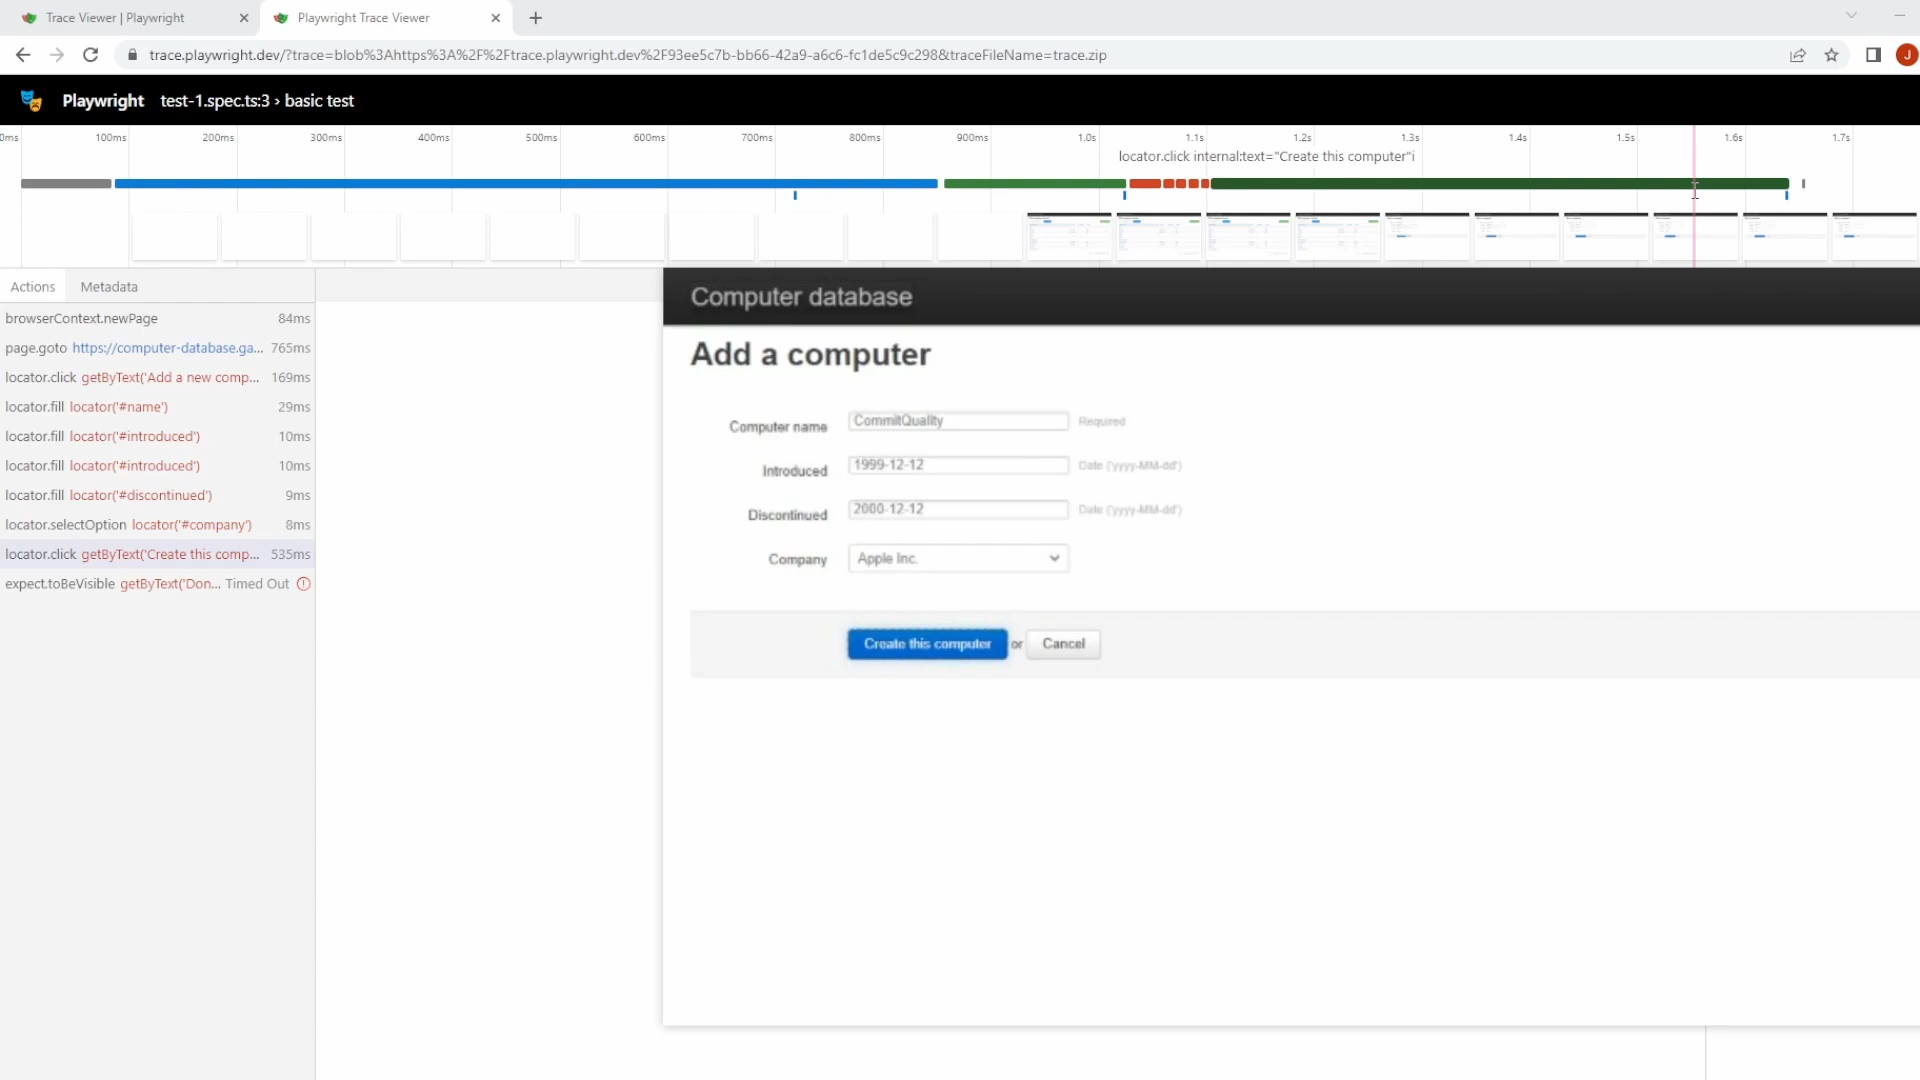 Trace Viewer | Playwright
Playwright Trace Viewer
trace.playwright.dev/?trace=blob%3Ahttps%3A%2F%2Ftrace.playwright.dev%2F93ee5c7b-bb66-42a9-a6c6-fc1de5c9c298&traceFileName=trace.zip
J
Playwright test-1.spec.ts:3 › basic test
0ms 100ms 200ms 300ms 400ms 500ms 600ms 700ms 800ms 900ms 1.0s 1.1s 1.2s 1.3s 1.4s 1.5s 1.6s 1.7s
locator.click internal:text="Create this computer"i
Actions Metadata
browserContext.newPage 84ms
page.goto https://computer-database.ga... 765ms
locator.click getByText('Add a new comp... 169ms
locator.fill locator('#name') 29ms
locator.fill locator('#introduced') 10ms
locator.fill locator('#introduced') 10ms
locator.fill locator('#discontinued') 9ms
locator.selectOption locator('#company') 8ms
locator.click getByText('Create this comp... 535ms
expect.toBeVisible getByText('Don... Timed Out
Computer database
Add a computer
Computer name CommitQuality Required
Introduced 1999-12-12 Date ('yyyy-MM-dd')
Discontinued 2000-12-12 Date ('yyyy-MM-dd')
Company Apple Inc.
Create this computer or Cancel